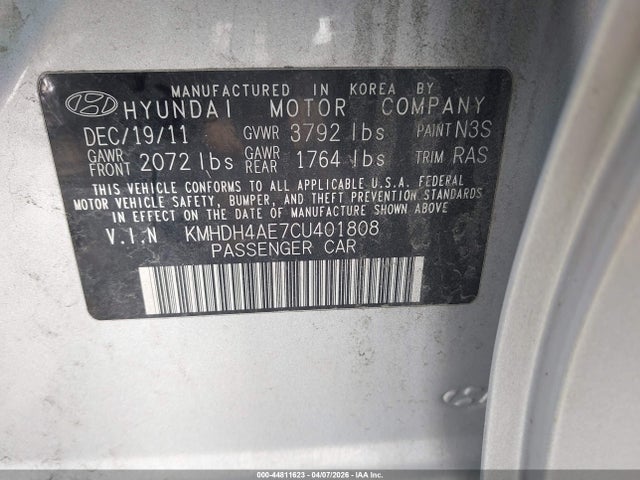 MANUFACTURED IN KOREA BY
HYUNDAI MOTOR COMPANY
DEC/19/11 GVWR 3792 lbs PAINT N3S
GAWR FRONT 2072 lbs GAWR REAR 1764 lbs TRIM RAS
THIS VEHICLE CONFORMS TO ALL APPLICABLE U.S.A. FEDERAL
MOTOR VEHICLE SAFETY, BUMPER, AND THEFT PREVENTION STANDARDS
IN EFFECT ON THE DATE OF MANUFACTURE SHOWN ABOVE
V.I.N KMHDH4AE7CU401808
PASSENGER CAR
000-44811623 - 04/07/2026 - IAAI.COM